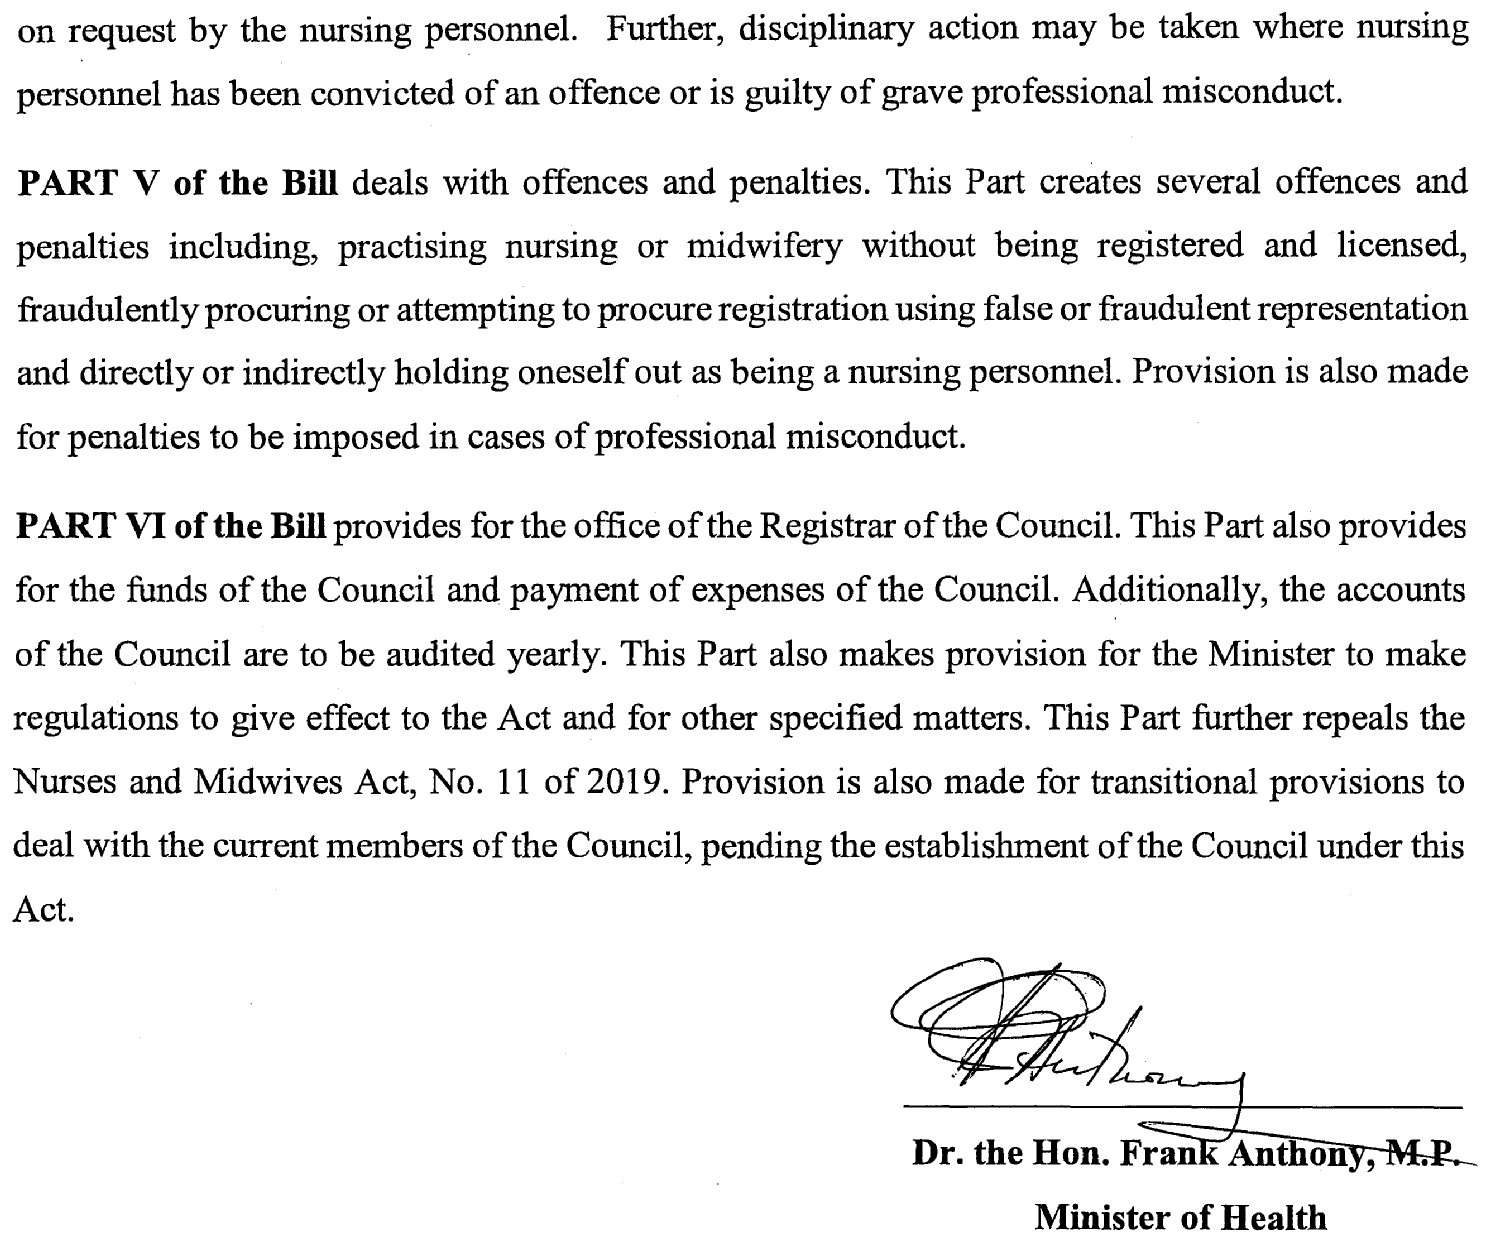 on request by the nursing personnel. Further, disciplinary action may be taken where nursing
personnel has been convicted of an offence or is guilty of grave professional misconduct.
PART V of the Bill deals with offences and penalties. This Part creates several offences and
penalties including, practising nursing or midwifery without being registered and licensed,
fraudulently procuring or attempting to procure registration using false or fraudulent representation
and directly or indirectly holding oneself out as being a nursing personnel. Provision is also made
for penalties to be imposed in cases of professional misconduct.
PART VI of the Bill provides for the office of the Registrar of the Council. This Part also provides
for the funds of the Council and payment of expenses of the Council. Additionally, the accounts
of the Council are to be audited yearly. This Part also makes provision for the Minister to make
regulations to give effect to the Act and for other specified matters. This Part further repeals the
Nurses and Midwives Act, No. 11 of 2019. Provision is also made for transitional provisions to
deal with the current members of the Council, pending the establishment of the Council under this
Act.
Dr. the Hon. Frank Anthony, M.P.
Minister of Health